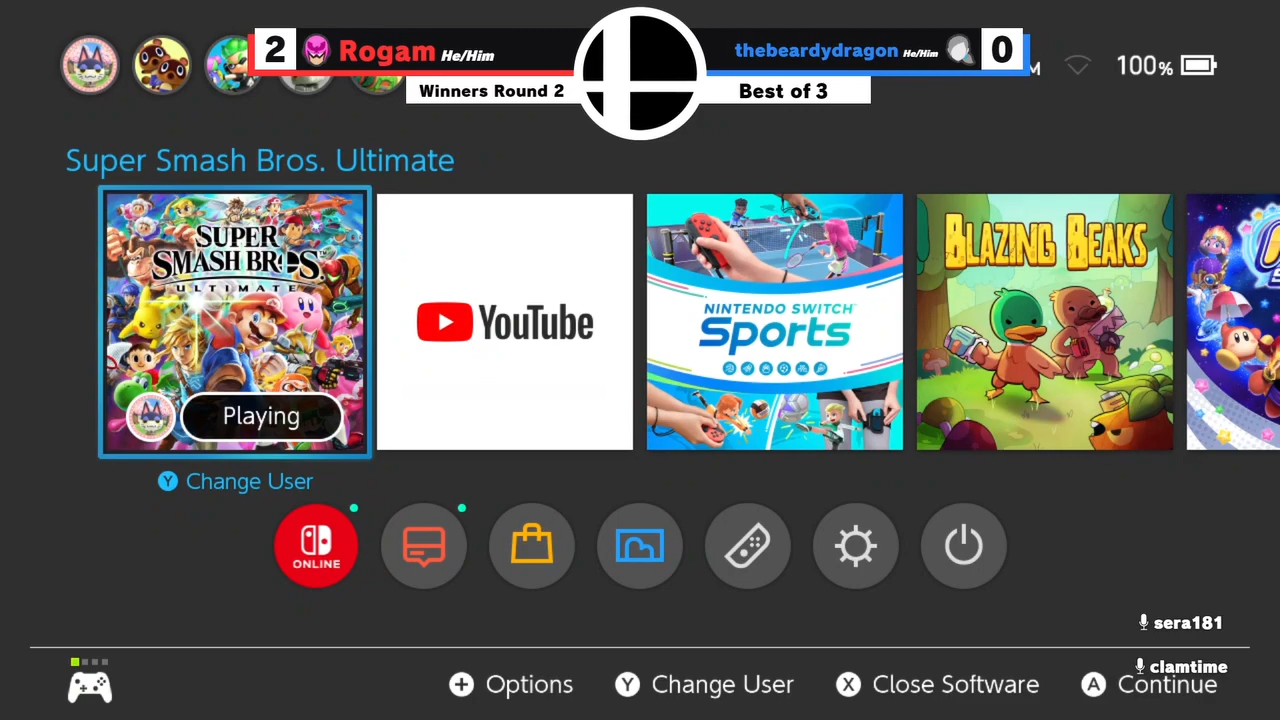 2 Rogam He/Him
thebeardydragon He/Him 0
M 100%
Winners Round 2
Best of 3
Super Smash Bros. Ultimate
SUPER
SMASH BROS.
ULTIMATE
Playing
YouTube
NINTENDO SWITCH
Sports
BLAZING BEAKS
Y Change User
ONLINE
sera181
clamtime
+ Options Y Change User X Close Software A Continue